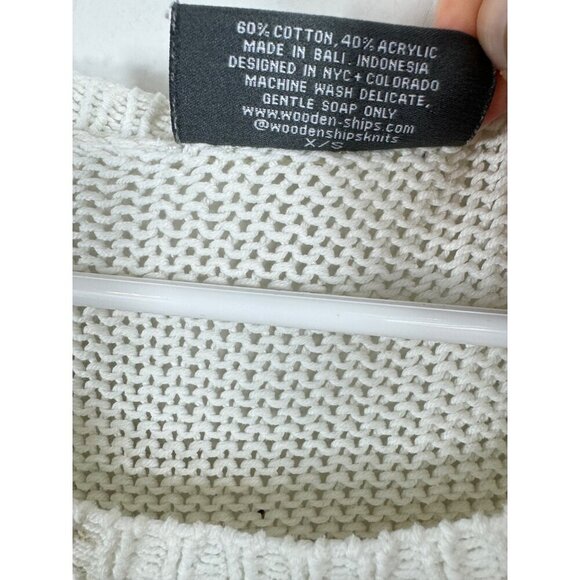 60% COTTON, 40% ACRYLIC
MADE IN BALI. INDONESIA
DESIGNED IN NYC + COLORADO
MACHINE WASH DELICATE,
GENTLE SOAP ONLY
www.wooden-ships.com
@woodenshipsknits
X/S